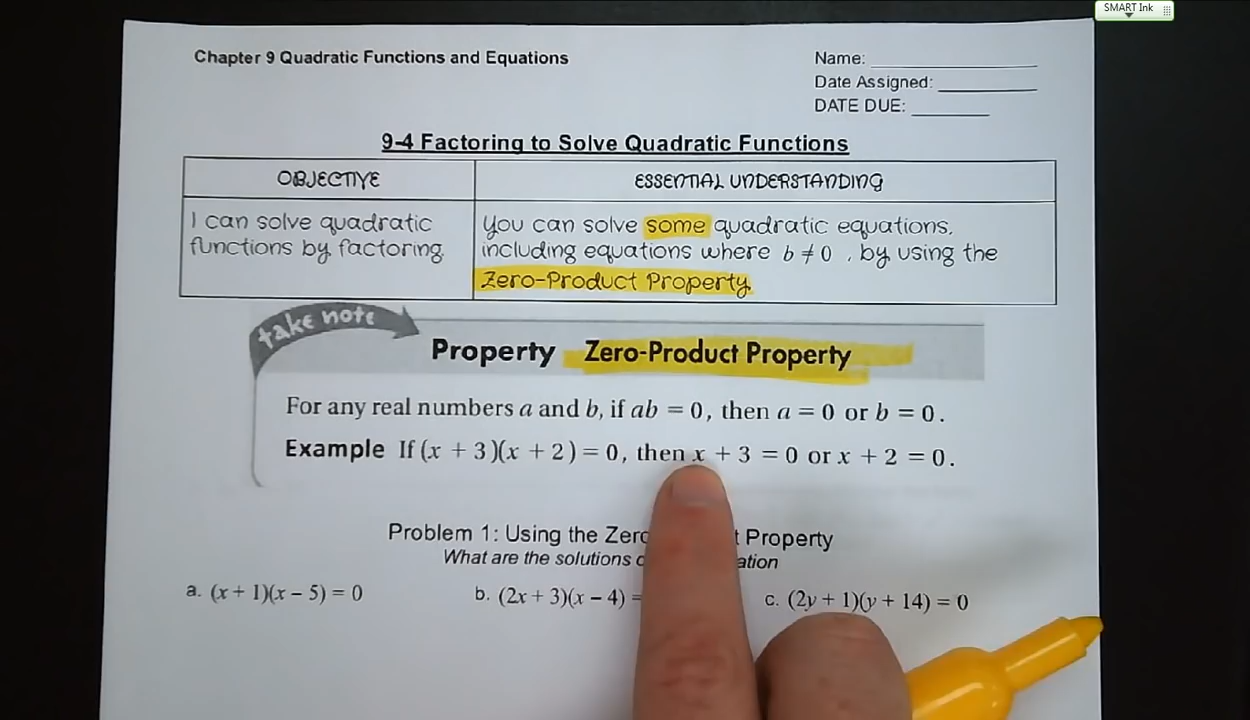 SMART Ink
Chapter 9 Quadratic Functions and Equations
Name: ____________
Date Assigned: ____________
DATE DUE: ____________
9-4 Factoring to Solve Quadratic Functions
OBJECTIVE
I can solve quadratic
functions by factoring.
ESSENTIAL UNDERSTANDING
You can solve some quadratic equations,
including equations where b ≠ 0 , by using the
Zero-Product Property.
take note
Property Zero-Product Property
For any real numbers a and b, if ab = 0, then a = 0 or b = 0.
Example If (x + 3)(x + 2) = 0, then x + 3 = 0 or x + 2 = 0.
Problem 1: Using the Property
What are the solutions
a. (x + 1)(x − 5) = 0
b. (2x + 3)(x − 4) =
c. (2y + 1)(y + 14) = 0